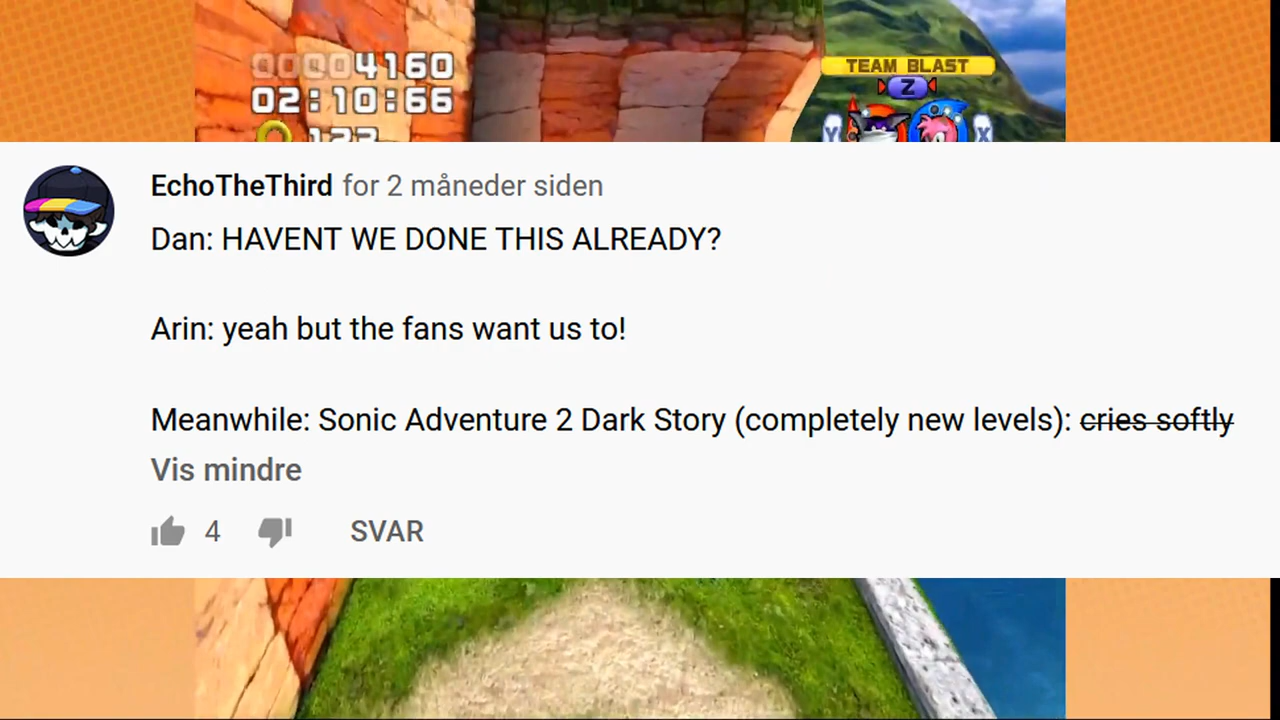 00004160
TEAM BLAST
Z
02:10:66
Y
X
EchoTheThird for 2 måneder siden
Dan: HAVENT WE DONE THIS ALREADY?
Arin: yeah but the fans want us to!
Meanwhile: Sonic Adventure 2 Dark Story (completely new levels): cries softly
Vis mindre
4 SVAR